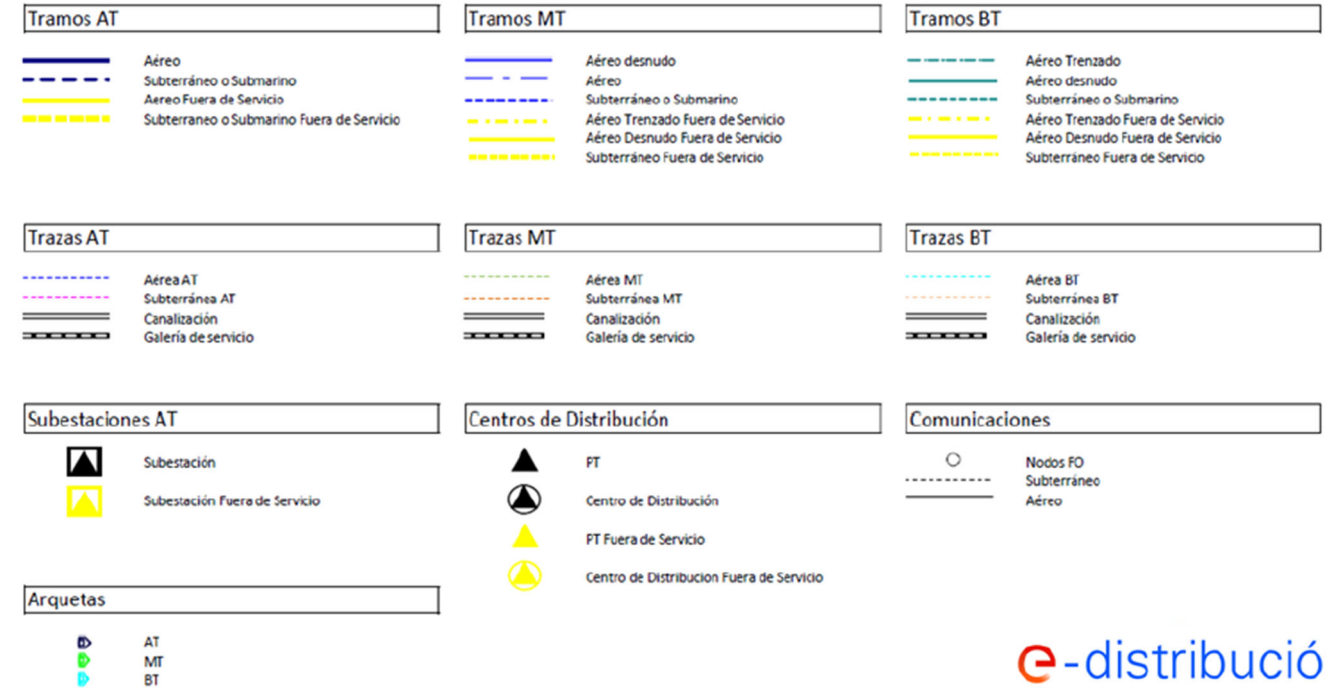 Tramos AT
Aéreo
Subterráneo o Submarino
Aereo Fuera de Servicio
Subterraneo o Submarino Fuera de Servicio
Tramos MT
Aéreo desnudo
Aéreo
Subterráneo o Submarino
Aéreo Trenzado Fuera de Servicio
Aéreo Desnudo Fuera de Servicio
Subterráneo Fuera de Servicio
Tramos BT
Aéreo Trenzado
Aéreo desnudo
Subterráneo o Submarino
Aéreo Trenzado Fuera de Servicio
Aéreo Desnudo Fuera de Servicio
Subterráneo Fuera de Servicio
Trazas AT
Aérea AT
Subterránea AT
Canalización
Galería de servicio
Trazas MT
Aérea MT
Subterránea MT
Canalización
Galería de servicio
Trazas BT
Aérea BT
Subterránea BT
Canalización
Galería de servicio
Subestaciones AT
Subestación
Subestación Fuera de Servicio
Centros de Distribución
PT
Centro de Distribución
PT Fuera de Servicio
Centro de Distribucion Fuera de Servicio
Comunicaciones
Nodos FO
Subterráneo
Aéreo
Arquetas
AT
MT
BT
e-distribució